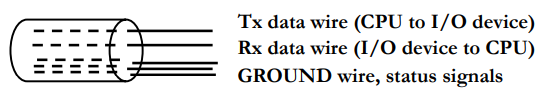 Tx data wire (CPU to I/O device)
Rx data wire (I/O device to CPU)
GROUND wire, status signals